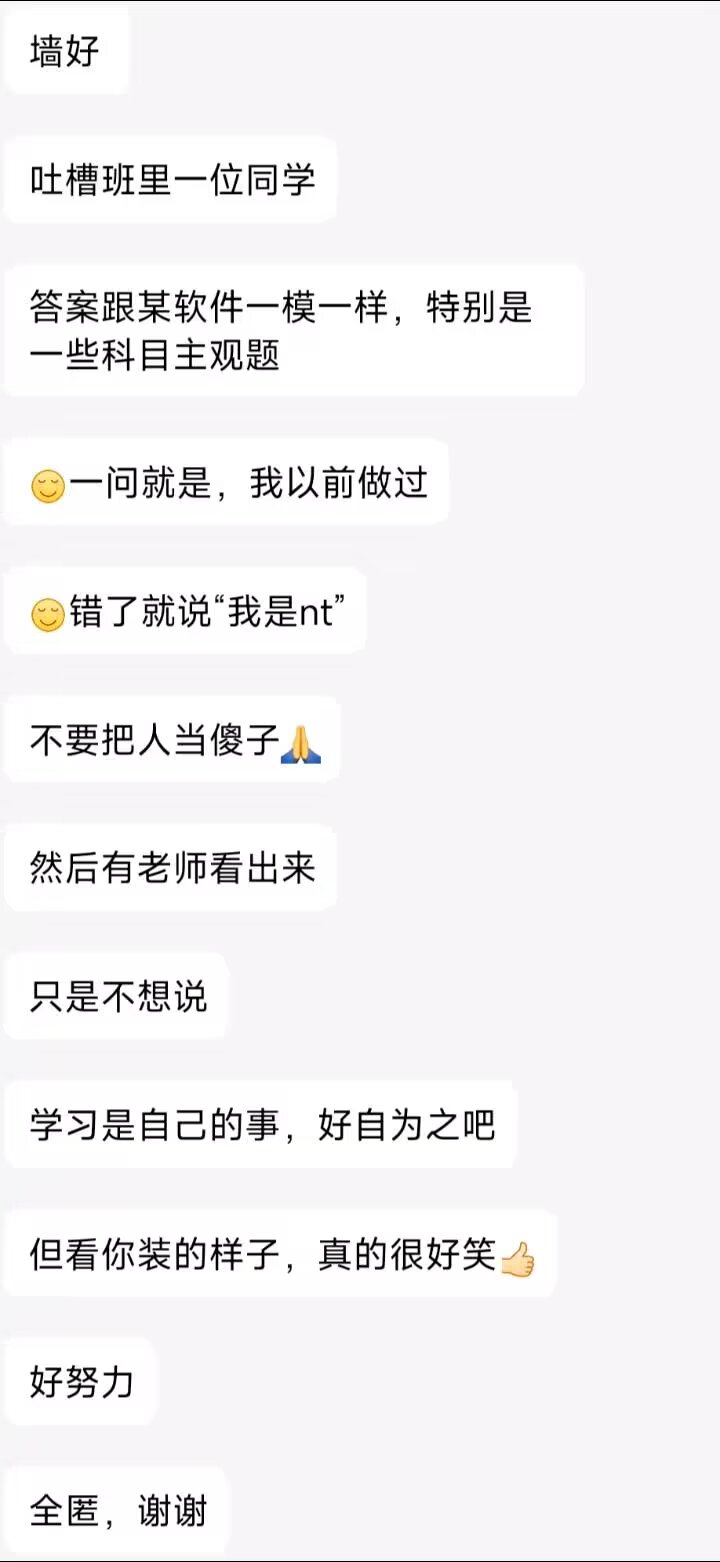 墙好
吐槽班里一位同学
答案跟某软件一模一样，特别是
一些科目主观题
😌一问就是，我以前做过
😌错了就说“我是nt”
不要把人当傻子🙏
然后有老师看出来
只是不想说
学习是自己的事，好自为之吧
但看你装的样子，真的很好笑👍
好努力
全匿，谢谢